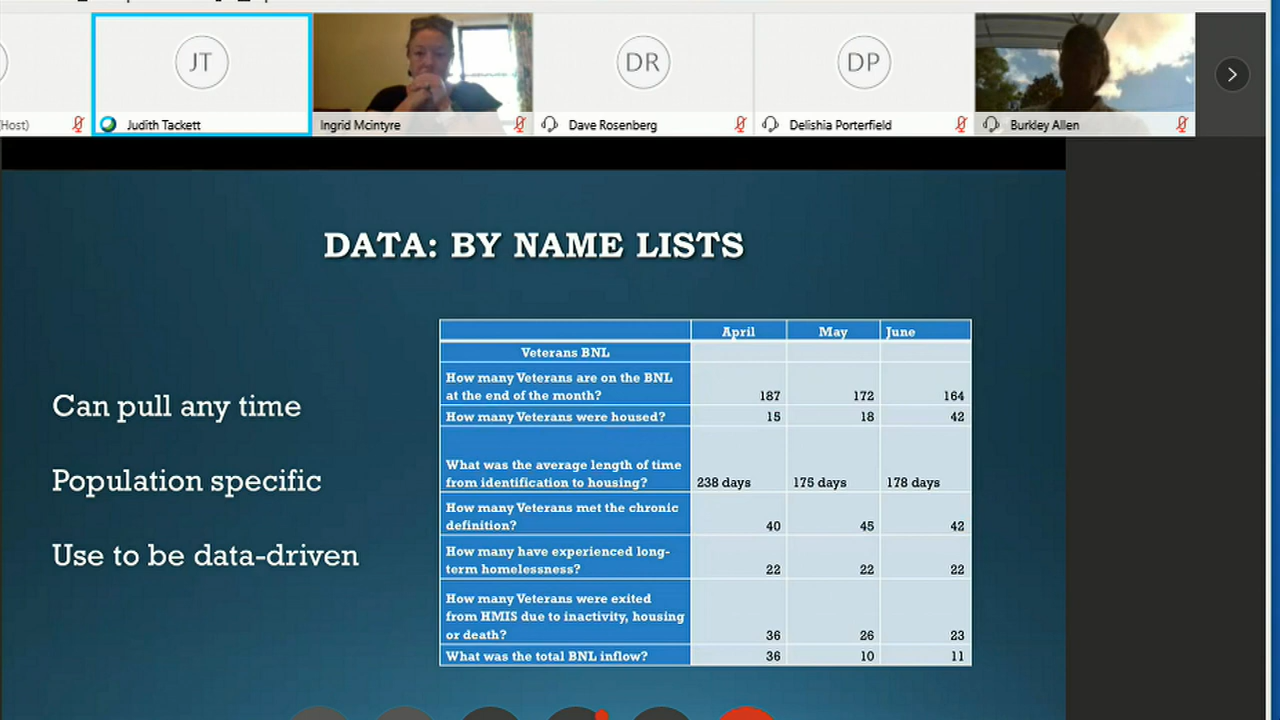 JT
DR
DP
(Host)
Judith Tackett
Ingrid Mcintyre
Dave Rosenberg
Delishia Porterfield
Burkley Allen
DATA: BY NAME LISTS
Can pull any time
Population specific
Use to be data-driven
April May June
Veterans BNL
How many Veterans are on the BNL
at the end of the month? 187 172 164
How many Veterans were housed? 15 18 42
What was the average length of time
from identification to housing? 238 days 175 days 178 days
How many Veterans met the chronic
definition? 40 45 42
How many have experienced long-
term homelessness? 22 22 22
How many Veterans were exited
from HMIS due to inactivity, housing
or death? 36 26 23
What was the total BNL inflow? 36 10 11